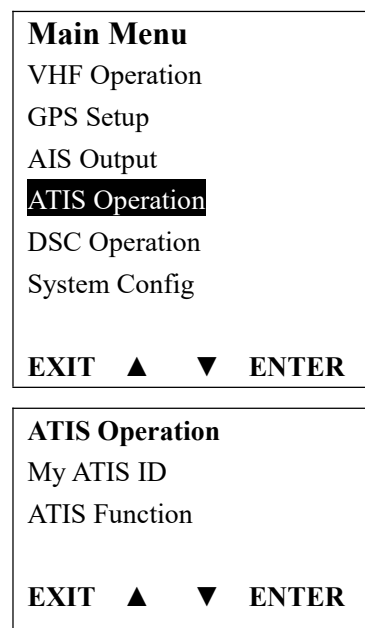 Main Menu
VHF Operation
GPS Setup
AIS Output
ATIS Operation
DSC Operation
System Config
EXIT ▲ ▼ ENTER
ATIS Operation
My ATIS ID
ATIS Function
EXIT ▲ ▼ ENTER